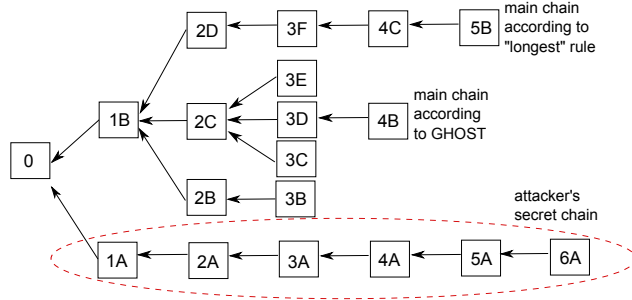 2D
3F
4C
5B
main chain
according to
"longest" rule
3E
1B
2C
3D
4B
main chain
according
to GHOST
0
3C
2B
3B
attacker's
secret chain
1A
2A
3A
4A
5A
6A